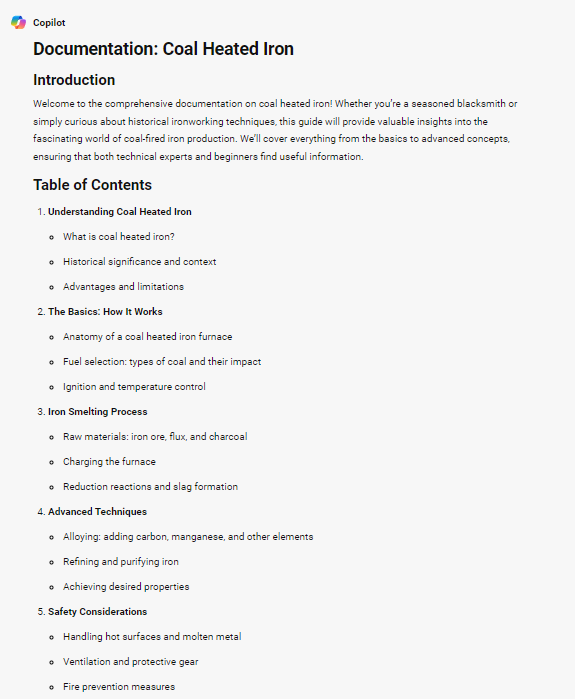 Copilot
Documentation: Coal Heated Iron
Introduction
Welcome to the comprehensive documentation on coal heated iron! Whether you're a seasoned blacksmith or
simply curious about historical ironworking techniques, this guide will provide valuable insights into the
fascinating world of coal-fired iron production. We'll cover everything from the basics to advanced concepts,
ensuring that both technical experts and beginners find useful information.
Table of Contents
1. Understanding Coal Heated Iron
What is coal heated iron?
Historical significance and context
Advantages and limitations
2. The Basics: How It Works
Anatomy of a coal heated iron furnace
Fuel selection: types of coal and their impact
Ignition and temperature control
3. Iron Smelting Process
Raw materials: iron ore, flux, and charcoal
Charging the furnace
Reduction reactions and slag formation
4. Advanced Techniques
Alloying: adding carbon, manganese, and other elements
Refining and purifying iron
Achieving desired properties
5. Safety Considerations
Handling hot surfaces and molten metal
Ventilation and protective gear
Fire prevention measures